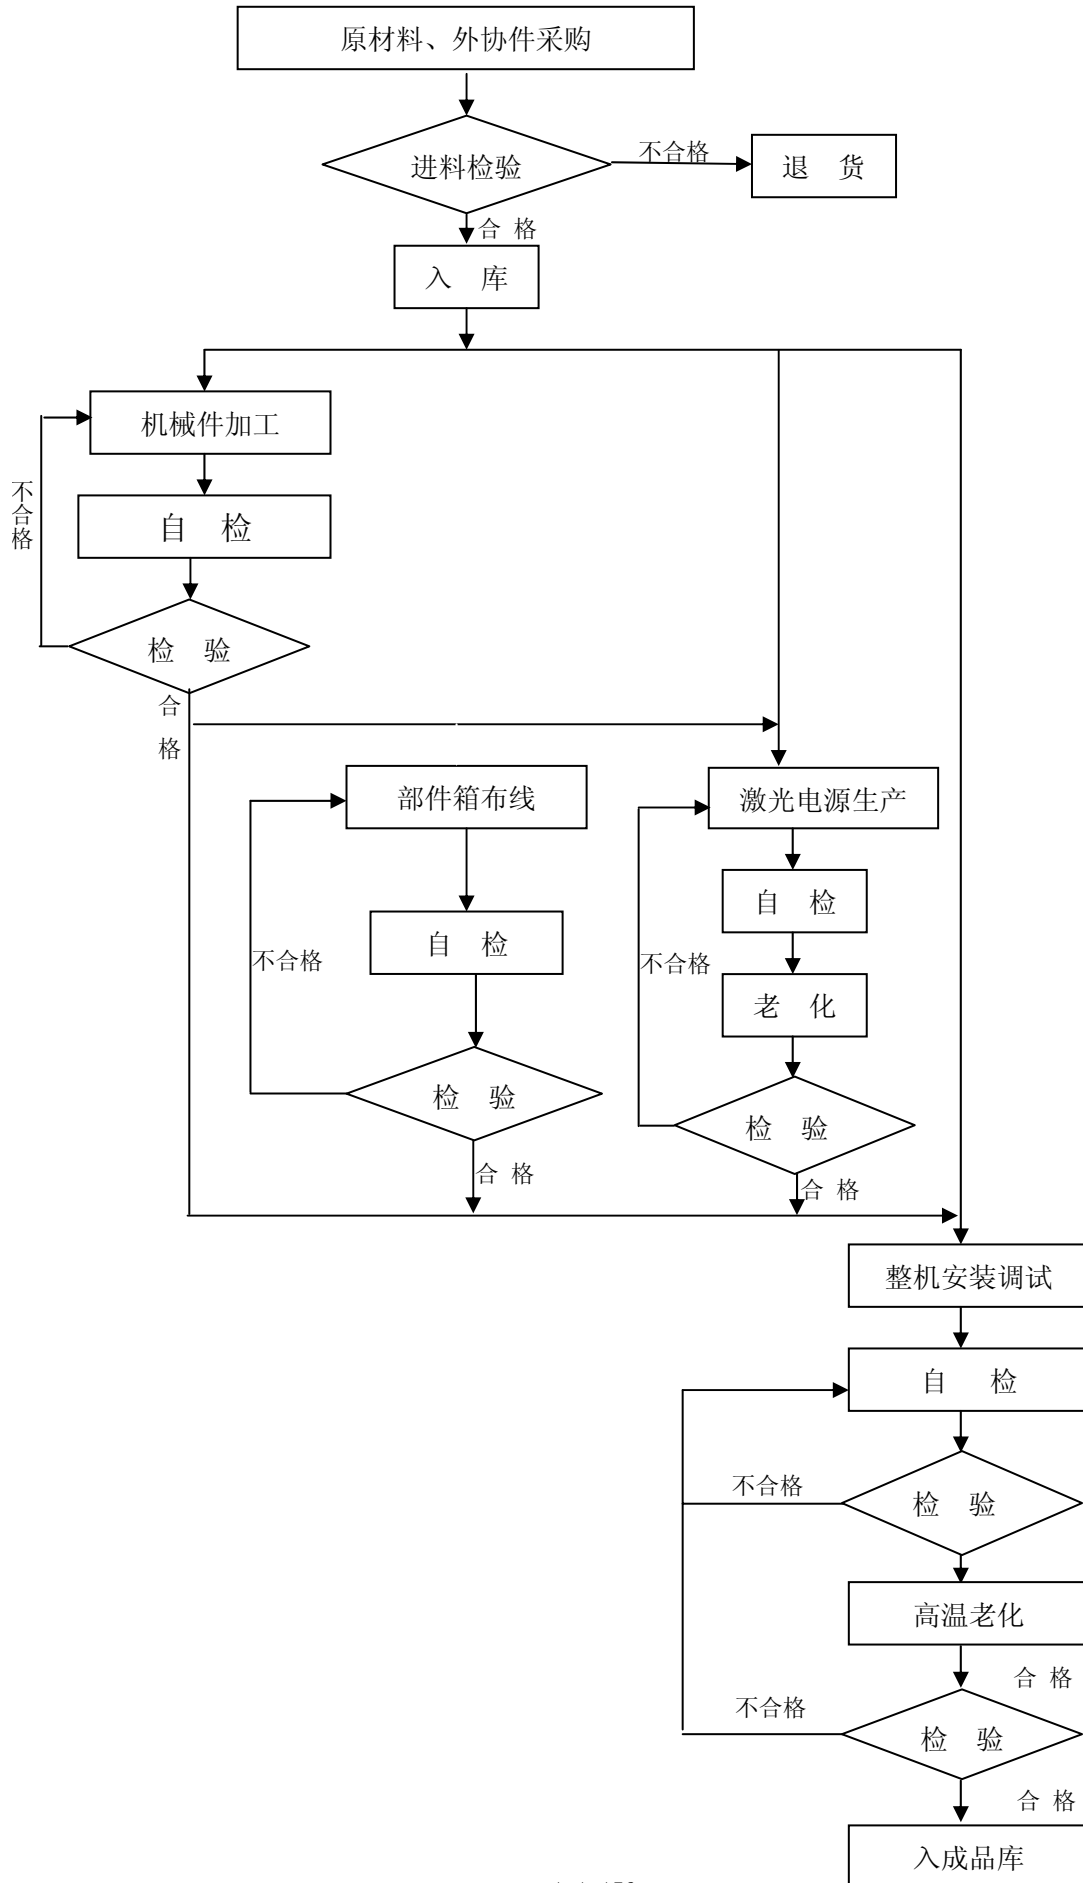 原材料、外协件采购
进料检验
不合格
退 货
合 格
入 库
机械件加工
不合格
自 检
检 验
合格
部件箱布线
激光电源生产
自 检
自 检
不合格
不合格
老 化
检 验
检 验
合 格
合 格
整机安装调试
自 检
不合格
检 验
高温老化
合 格
不合格
检 验
合 格
入成品库